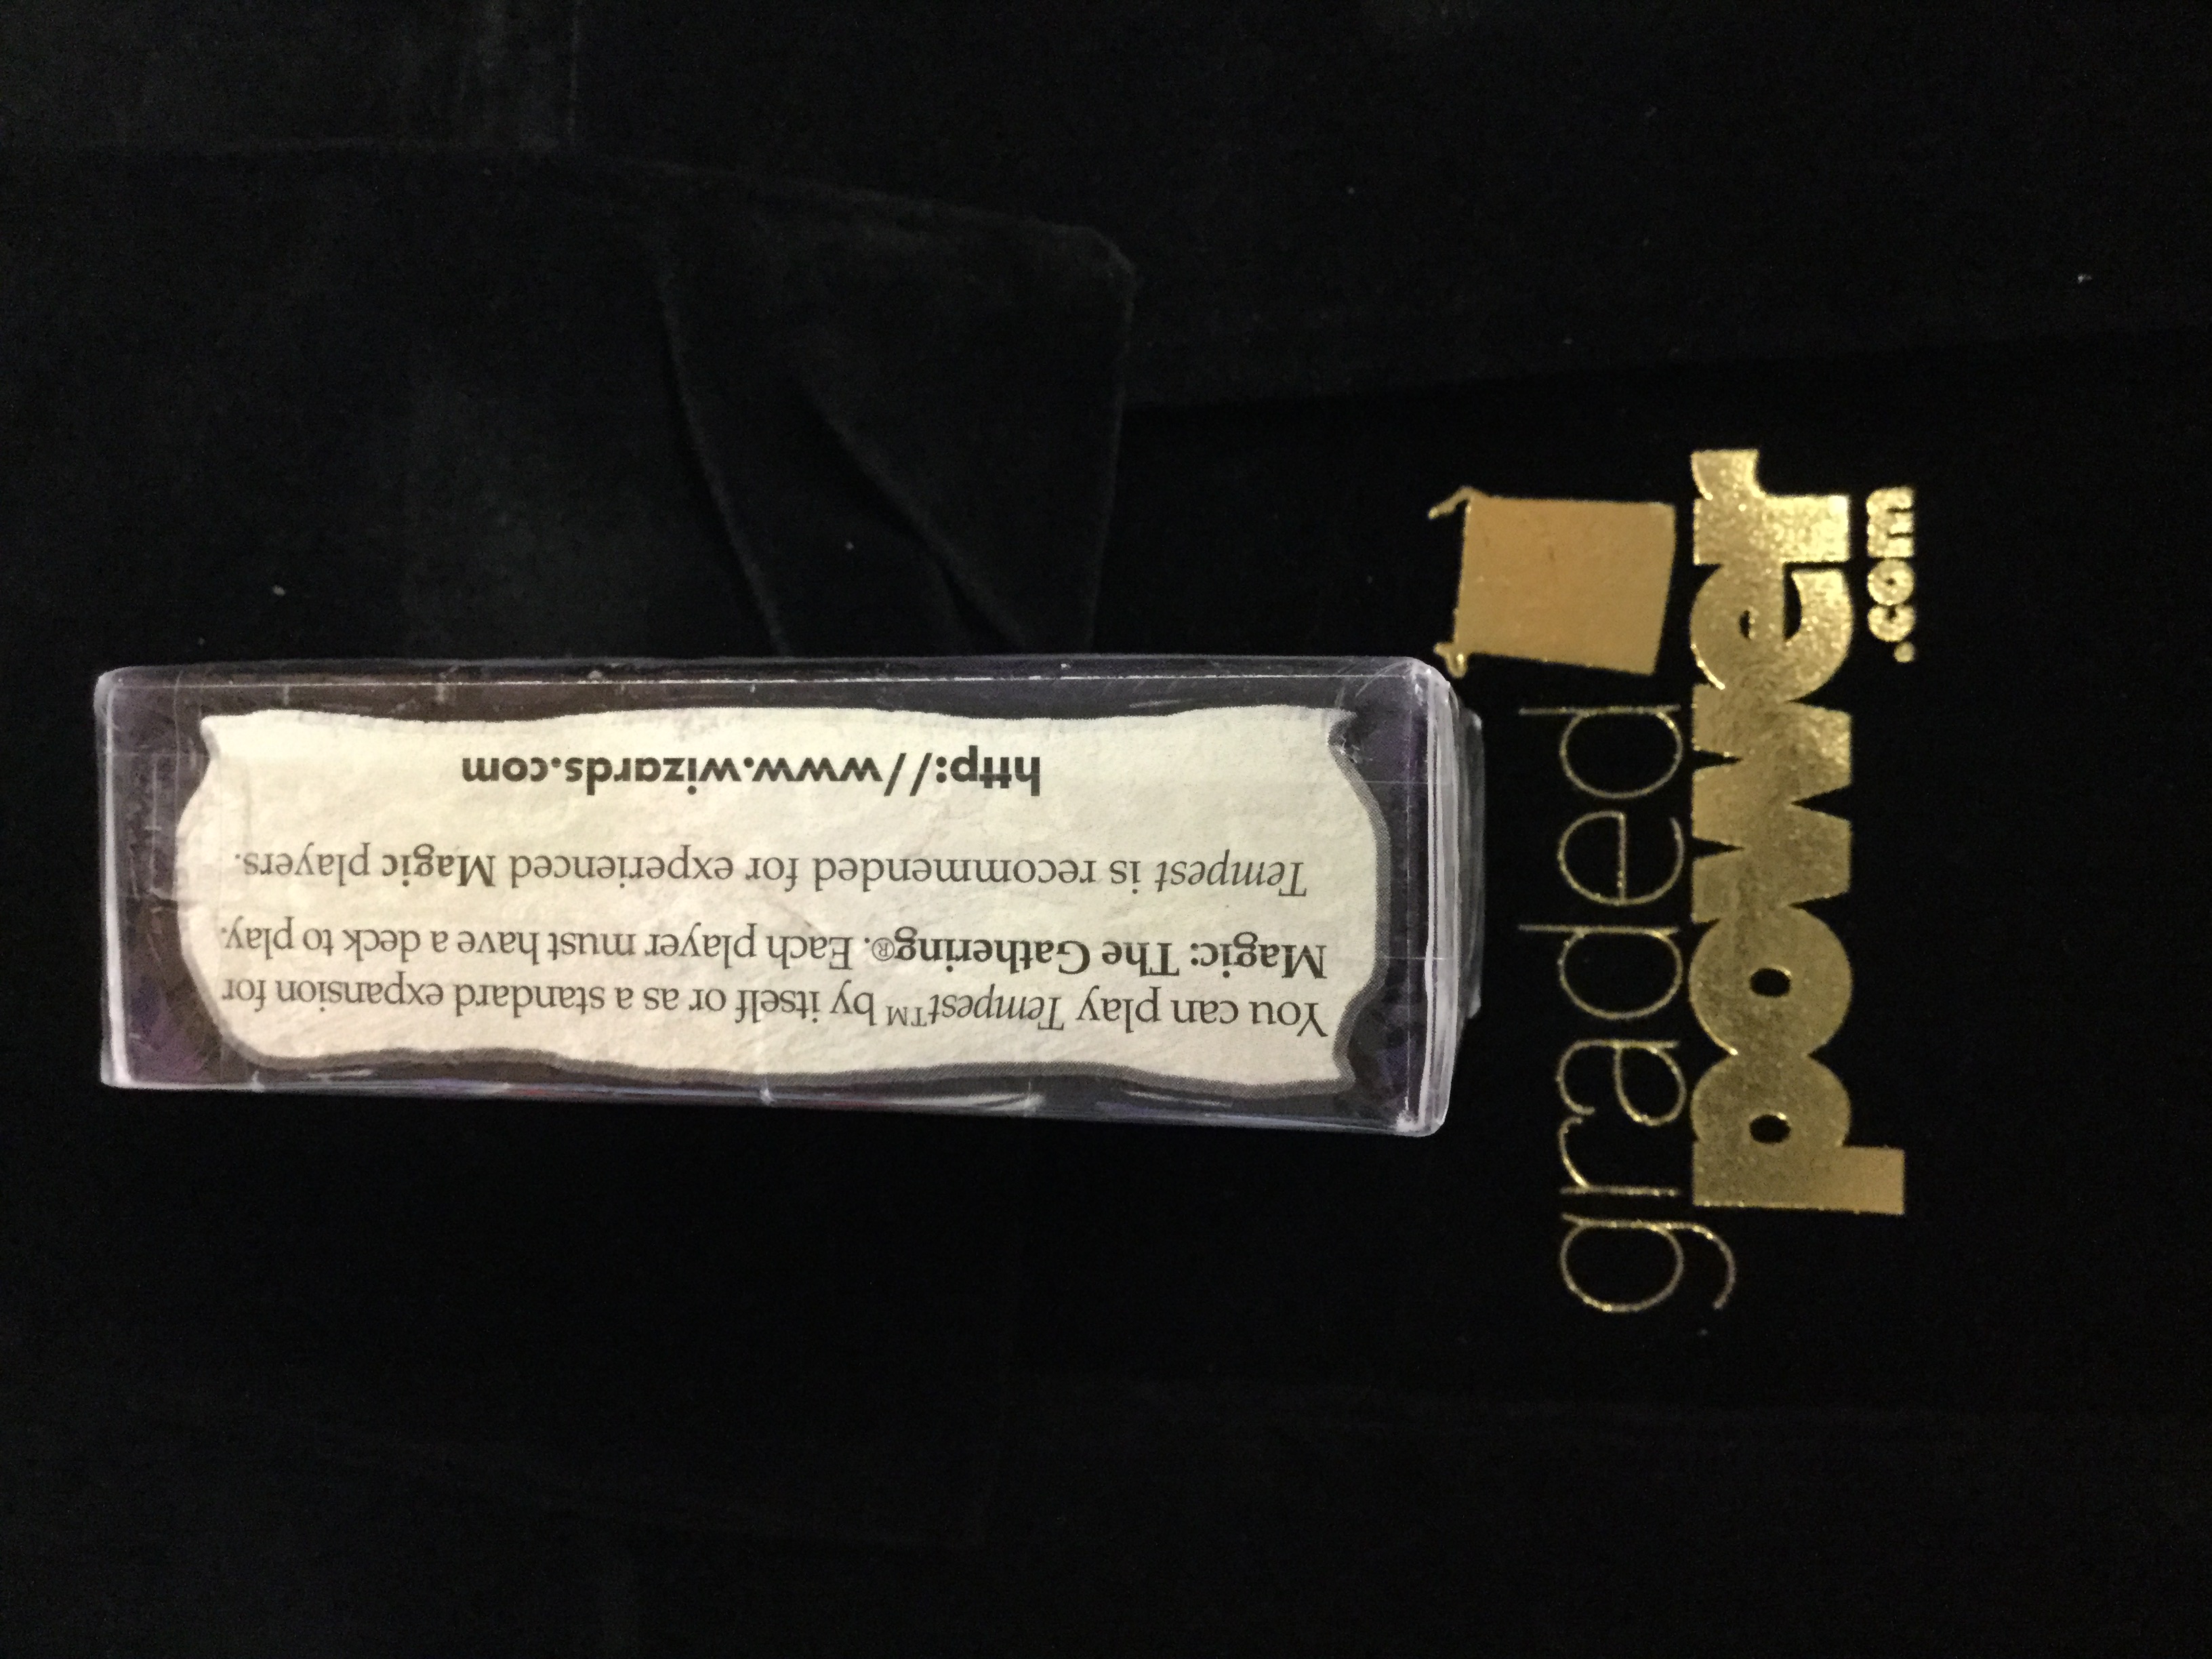 You can play Tempest™ by itself or as a standard expansion for
Magic: The Gathering®. Each player must have a deck to play.
Tempest is recommended for experienced Magic players.
http://www.wizards.com
graded
power
.com